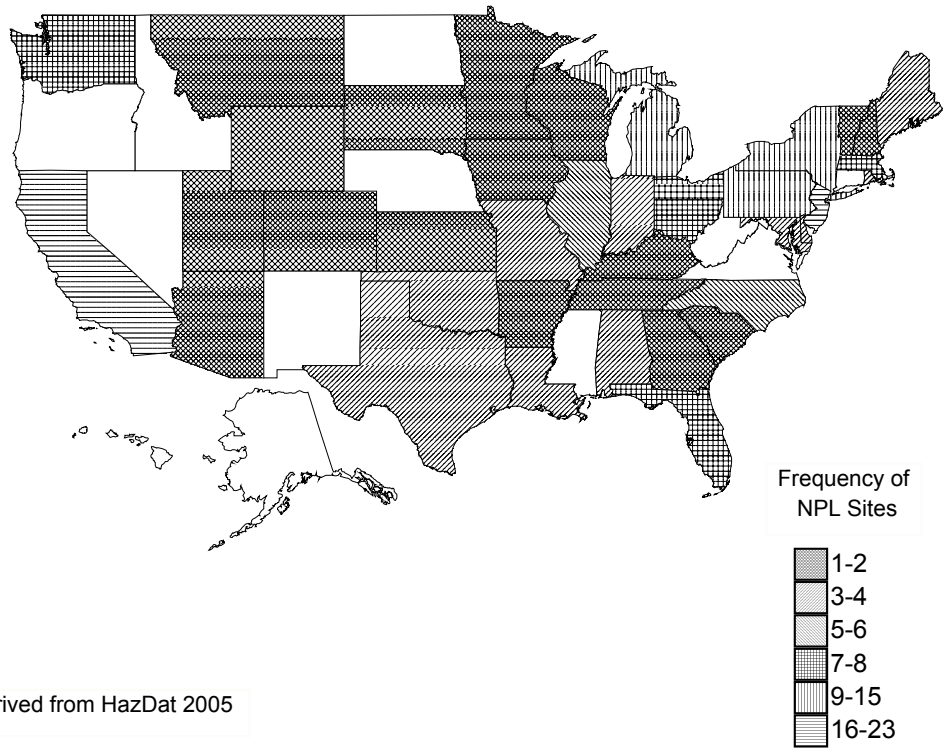 Frequency of
NPL Sites
1-2
3-4
5-6
7-8
9-15
16-23
rived from HazDat 2005